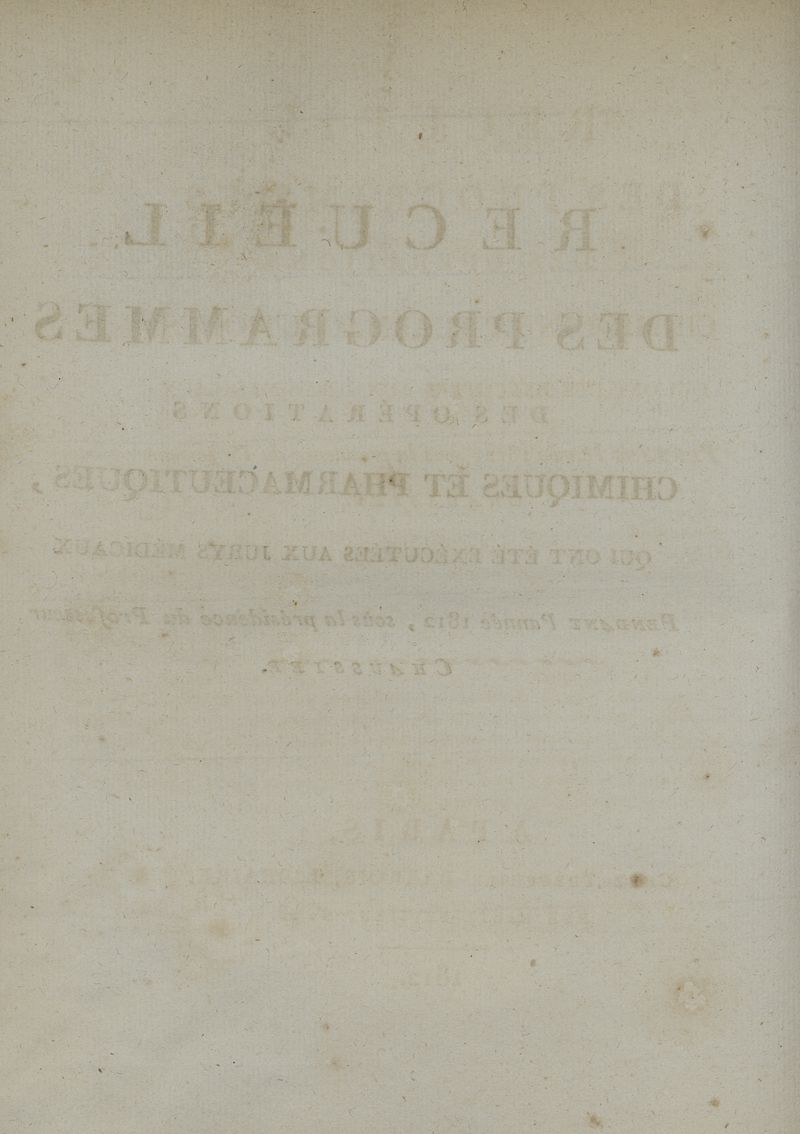 RECUEIL
DES PROGRAMMES
DES OPÉRATIONS
CHIMIQUES ET PHARMACEUTIQUES,
QUI ONT ÉTÉ EXÉCUTÉES AUX JURYS MÉDICAUX
PENDANT l'année 1812, sous la présidence du Professeur
CHAUSSIER.
A PARIS,
1812.